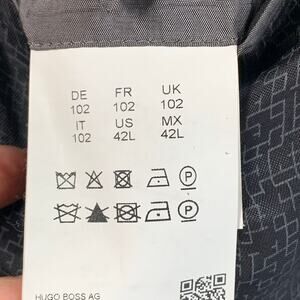 DE FR UK
102 102 102
IT US MX
102 42L 42L
P
P
HUGO BOSS AG